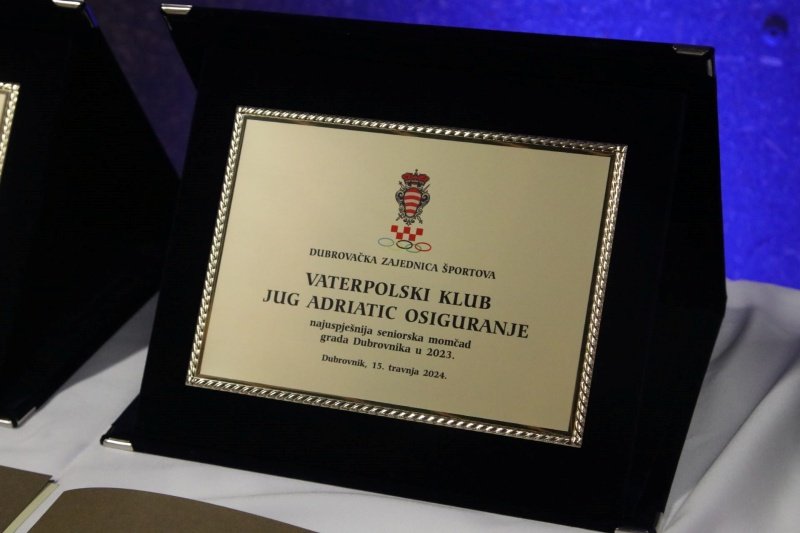 DUBROVAČKA ZAJEDNICA ŠPORTOVA
VATERPOLSKI KLUB
JUG ADRIATIC OSIGURANJE
najuspješnija seniorska momčad
grada Dubrovnika u 2023.
Dubrovnik, 15. travnja 2024.